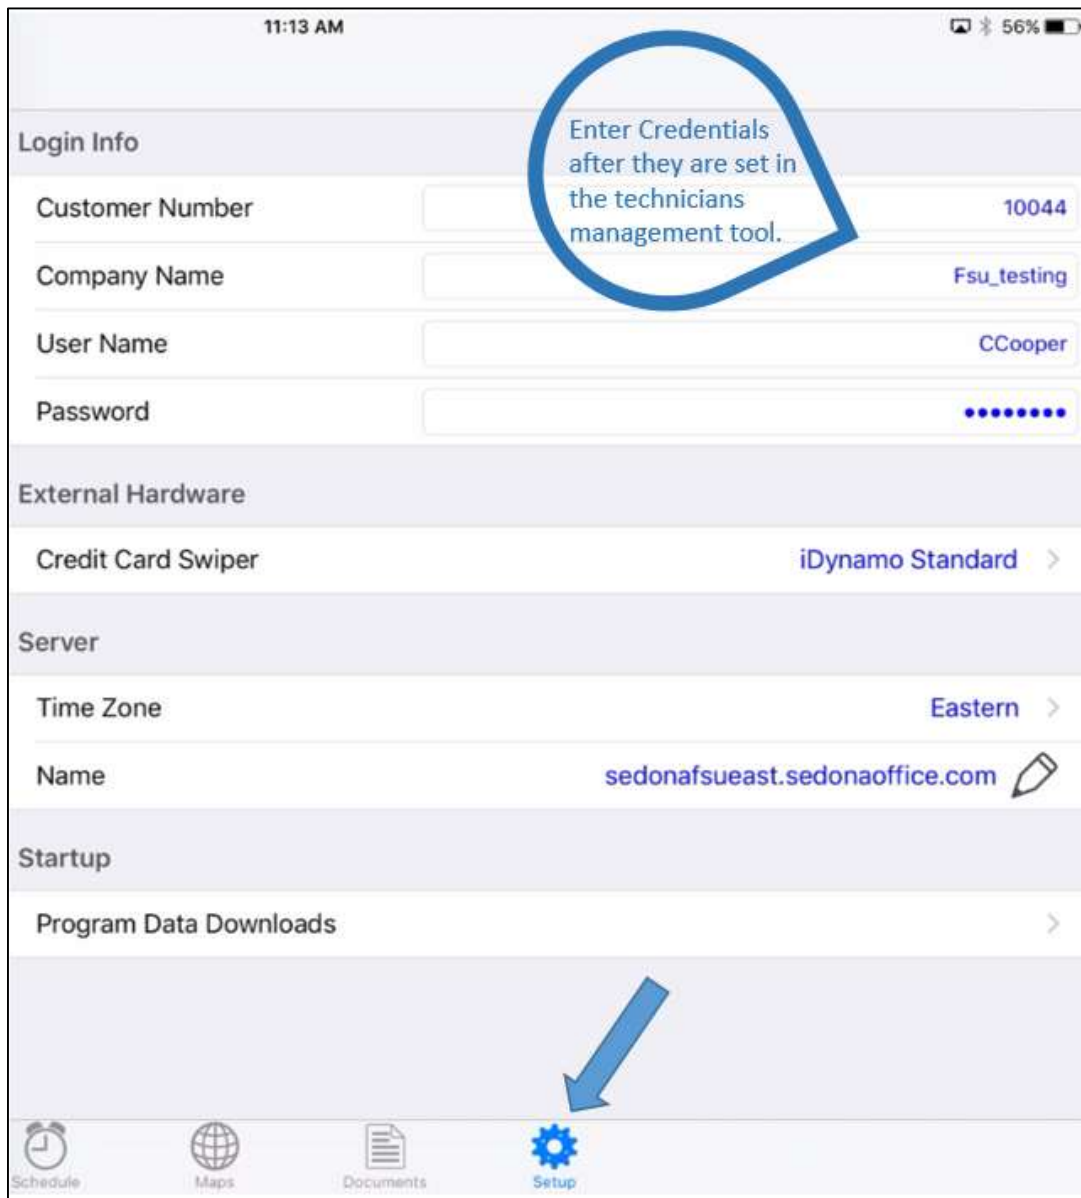 11:13 AM 56%
Login Info
Enter Credentials
after they are set in
the technicians
management tool.
Customer Number 10044
Company Name Fsu_testing
User Name CCooper
Password ••••••••
External Hardware
Credit Card Swiper iDynamo Standard >
Server
Time Zone Eastern >
Name sedonafsueast.sedonaoffice.com
Startup
Program Data Downloads >
Schedule Maps Documents Setup